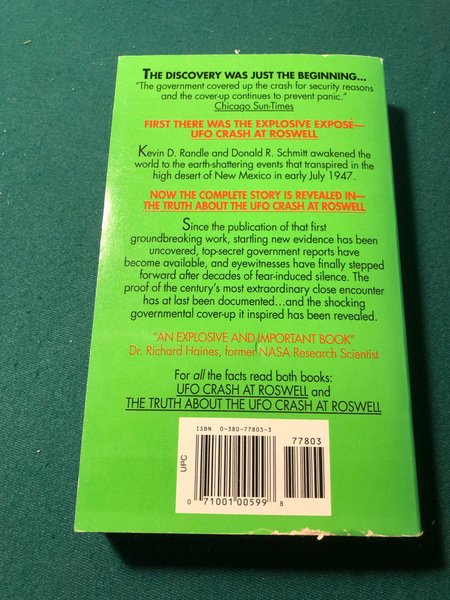 THE DISCOVERY WAS JUST THE BEGINNING...
"The government covered up the crash for security reasons
and the cover-up continues to prevent panic."
Chicago Sun-Times
FIRST THERE WAS THE EXPLOSIVE EXPOSÉ—
UFO CRASH AT ROSWELL
Kevin D. Randle and Donald R. Schmitt awakened the
world to the earth-shattering events that transpired in the
high desert of New Mexico in early July 1947.
NOW THE COMPLETE STORY IS REVEALED IN—
THE TRUTH ABOUT THE UFO CRASH AT ROSWELL
Since the publication of that first
groundbreaking work, startling new evidence has been
uncovered, top-secret government reports have
become available, and eyewitnesses have finally stepped
forward after decades of fear-induced silence. The
proof of the century's most extraordinary close encounter
has at last been documented...and the shocking
governmental cover-up it inspired has been revealed.
"AN EXPLOSIVE AND IMPORTANT BOOK"
Dr. Richard Haines, former NASA Research Scientist
For all the facts read both books:
UFO CRASH AT ROSWELL and
THE TRUTH ABOUT THE UFO CRASH AT ROSWELL
ISBN 0-380-77803-3
77803
UPC
0 71001 00599 8